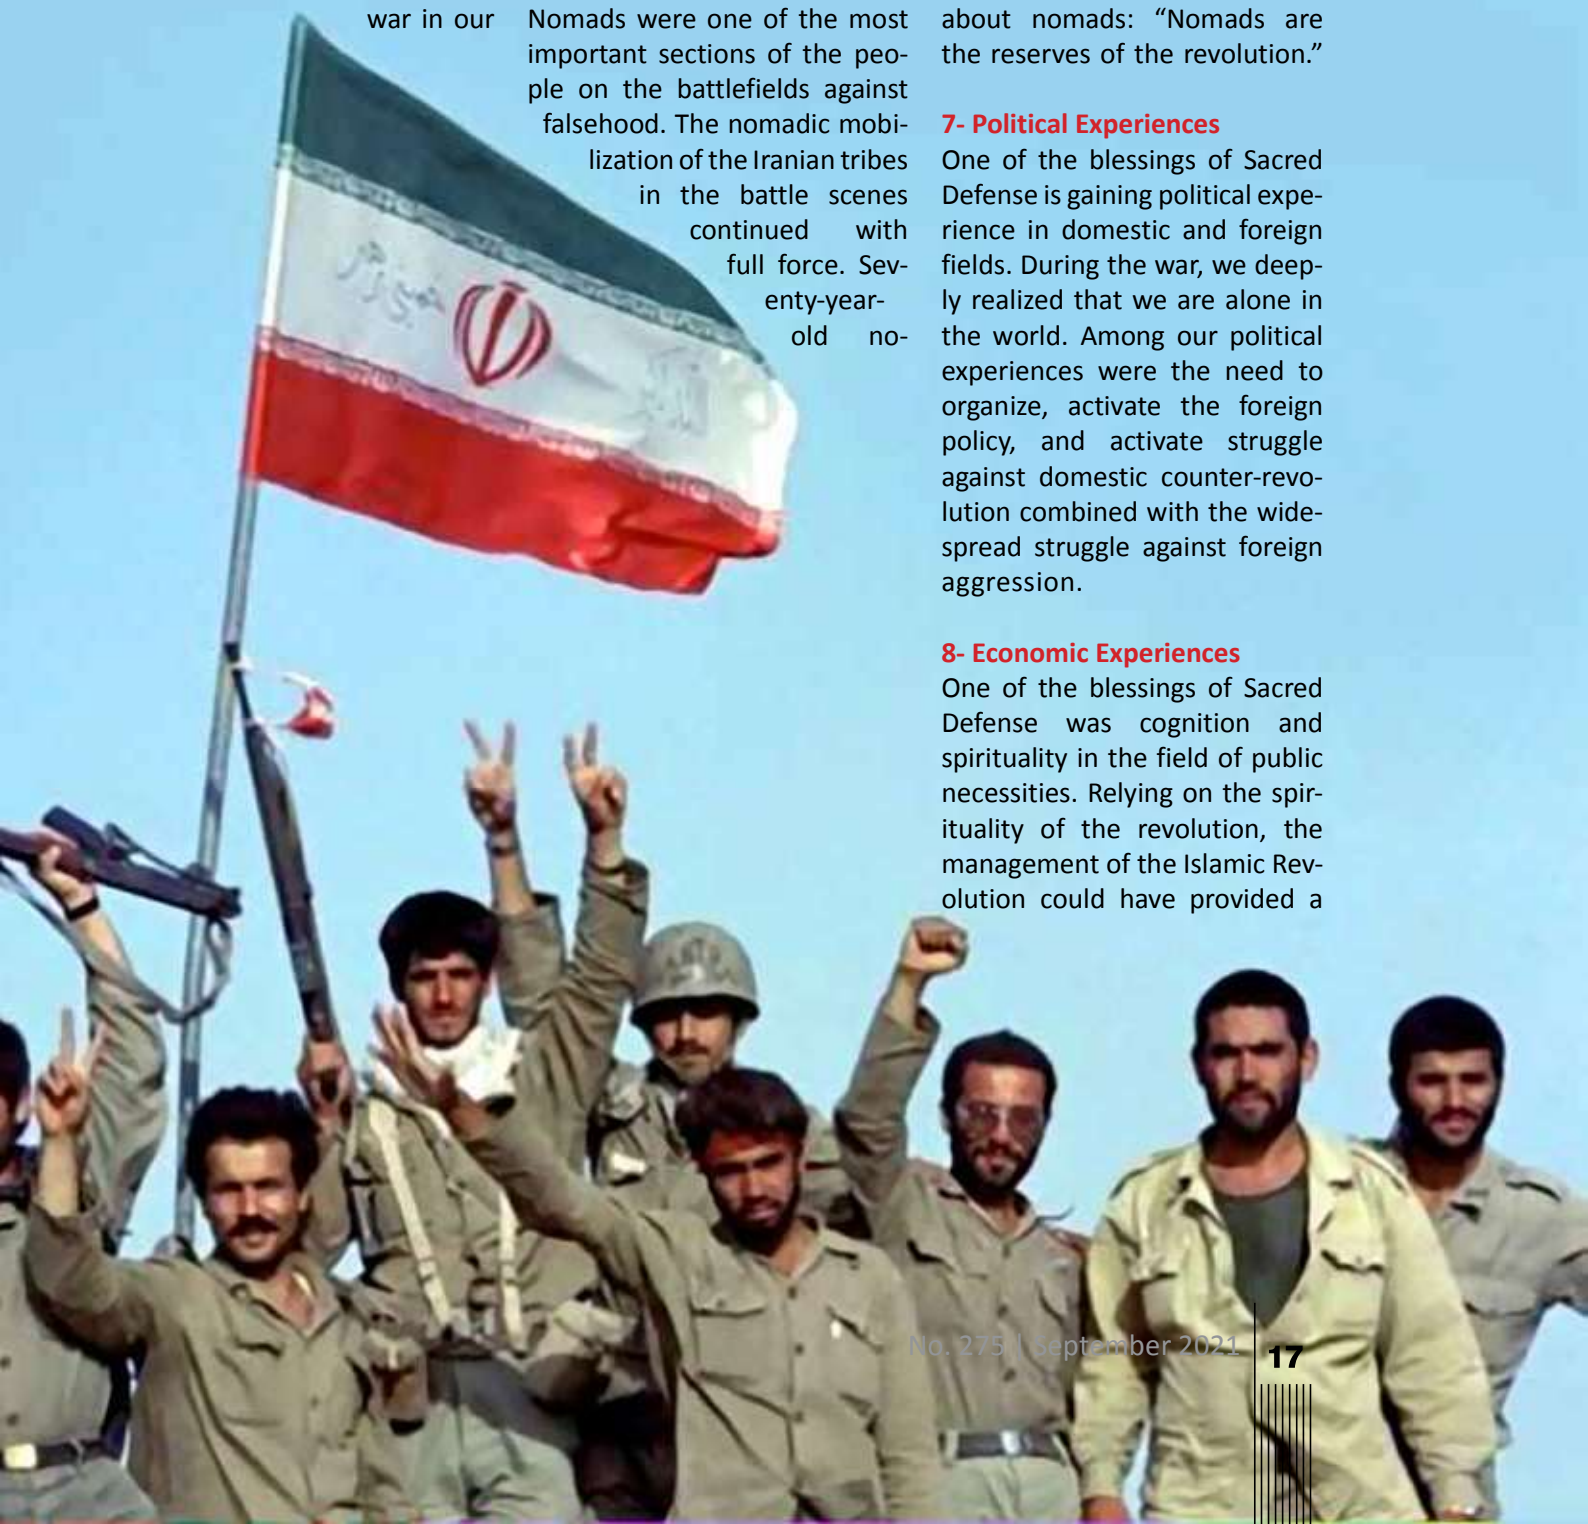 war in our
Nomads were one of the most
important sections of the peo-
ple on the battlefields against
falsehood. The nomadic mobi-
lization of the Iranian tribes
in the battle scenes
continued with
full force. Sev-
enty-year-
old no-
about nomads: “Nomads are
the reserves of the revolution.”
7- Political Experiences
One of the blessings of Sacred
Defense is gaining political expe-
rience in domestic and foreign
fields. During the war, we deep-
ly realized that we are alone in
the world. Among our political
experiences were the need to
organize, activate the foreign
policy, and activate struggle
against domestic counter-revo-
lution combined with the wide-
spread struggle against foreign
aggression.
8- Economic Experiences
One of the blessings of Sacred
Defense was cognition and
spirituality in the field of public
necessities. Relying on the spir-
ituality of the revolution, the
management of the Islamic Rev-
olution could have provided a
No. 275 | September 2021
17